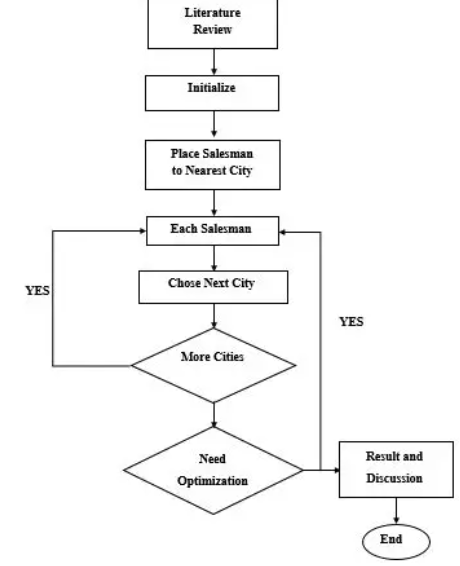 Literature
Review
Initialize
Place Salesman
to Nearest City
Each Salesman
Chose Next City
YES
YES
More Cities
Need
Optimization
Result and
Discussion
End